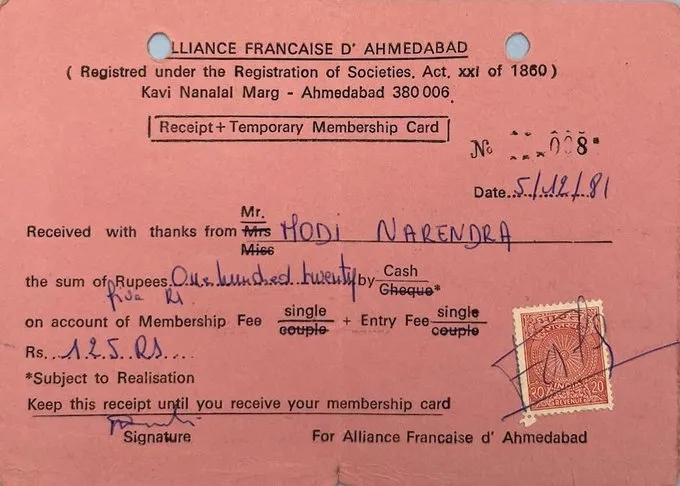 ALLIANCE FRANCAISE D' AHMEDABAD
( Registred under the Registration of Societies. Act. xxi of 1860 )
Kavi Nanalal Marg - Ahmedabad 380 006.
Receipt + Temporary Membership Card
№ 008
Date 5/12/81
Mr.
Received with thanks from Mrs MODI NARENDRA
Miss
the sum of Rupees One hundred twenty by Cash
Cheque*
five Rs
on account of Membership Fee single + Entry Fee single
couple couple
Rs. 125 Rs
*Subject to Realisation
Keep this receipt until you receive your membership card
Signature For Alliance Francaise d' Ahmedabad
20 REVENUE 20